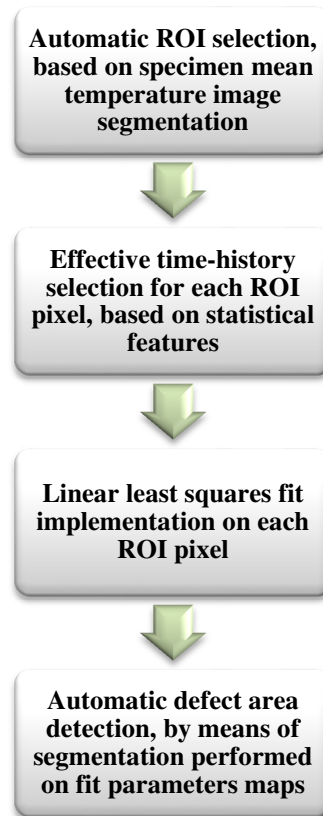 Automatic ROI selection,
based on specimen mean
temperature image
segmentation
Effective time-history
selection for each ROI
pixel, based on statistical
features
Linear least squares fit
implementation on each
ROI pixel
Automatic defect area
detection, by means of
segmentation performed
on fit parameters maps